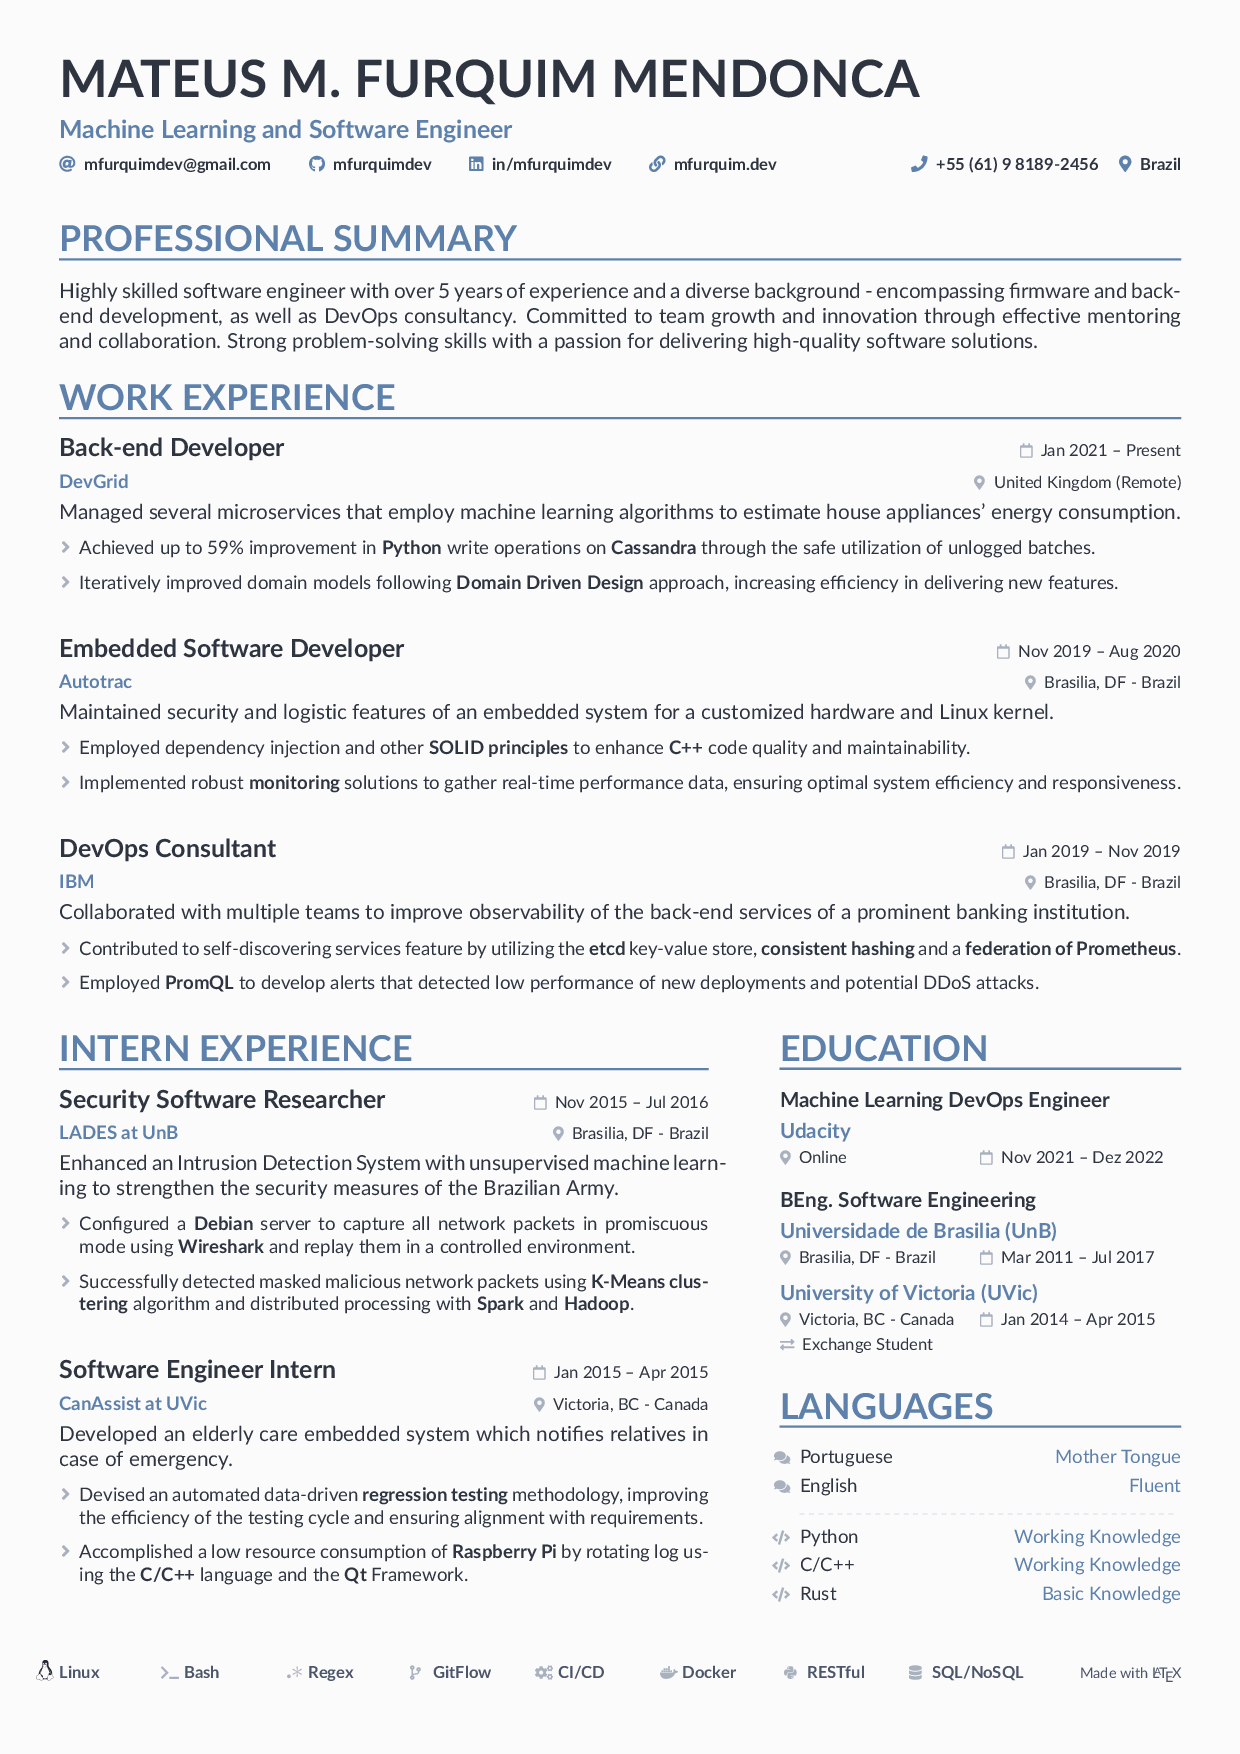 MATEUS M. FURQUIM MENDONCA
Machine Learning and Software Engineer
mfurquimdev@gmail.com mfurquimdev in/mfurquimdev mfurquim.dev +55 (61) 9 8189-2456 Brazil
PROFESSIONAL SUMMARY
Highly skilled software engineer with over 5 years of experience and a diverse background - encompassing firmware and back-
end development, as well as DevOps consultancy. Committed to team growth and innovation through effective mentoring
and collaboration. Strong problem-solving skills with a passion for delivering high-quality software solutions.
WORK EXPERIENCE
Back-end Developer Jan 2021 – Present
DevGrid United Kingdom (Remote)
Managed several microservices that employ machine learning algorithms to estimate house appliances’ energy consumption.
Achieved up to 59% improvement in Python write operations on Cassandra through the safe utilization of unlogged batches.
Iteratively improved domain models following Domain Driven Design approach, increasing efficiency in delivering new features.
Embedded Software Developer Nov 2019 – Aug 2020
Autotrac Brasilia, DF - Brazil
Maintained security and logistic features of an embedded system for a customized hardware and Linux kernel.
Employed dependency injection and other SOLID principles to enhance C++ code quality and maintainability.
Implemented robust monitoring solutions to gather real-time performance data, ensuring optimal system efficiency and responsiveness.
DevOps Consultant Jan 2019 – Nov 2019
IBM Brasilia, DF - Brazil
Collaborated with multiple teams to improve observability of the back-end services of a prominent banking institution.
Contributed to self-discovering services feature by utilizing the etcd key-value store, consistent hashing and a federation of Prometheus.
Employed PromQL to develop alerts that detected low performance of new deployments and potential DDoS attacks.
INTERN EXPERIENCE
Security Software Researcher Nov 2015 – Jul 2016
LADES at UnB Brasilia, DF - Brazil
Enhanced an Intrusion Detection System with unsupervised machine learn-
ing to strengthen the security measures of the Brazilian Army.
Configured a Debian server to capture all network packets in promiscuous
mode using Wireshark and replay them in a controlled environment.
Successfully detected masked malicious network packets using K-Means clus-
tering algorithm and distributed processing with Spark and Hadoop.
Software Engineer Intern Jan 2015 – Apr 2015
CanAssist at UVic Victoria, BC - Canada
Developed an elderly care embedded system which notifies relatives in
case of emergency.
Devised an automated data-driven regression testing methodology, improving
the efficiency of the testing cycle and ensuring alignment with requirements.
Accomplished a low resource consumption of Raspberry Pi by rotating log us-
ing the C/C++ language and the Qt Framework.
EDUCATION
Machine Learning DevOps Engineer
Udacity
Online Nov 2021 – Dez 2022
BEng. Software Engineering
Universidade de Brasilia (UnB)
Brasilia, DF - Brazil Mar 2011 – Jul 2017
University of Victoria (UVic)
Victoria, BC - Canada Jan 2014 – Apr 2015
Exchange Student
LANGUAGES
Portuguese Mother Tongue
English Fluent
Python Working Knowledge
C/C++ Working Knowledge
Rust Basic Knowledge
Linux Bash Regex GitFlow CI/CD Docker RESTful SQL/NoSQL Made with LATEX